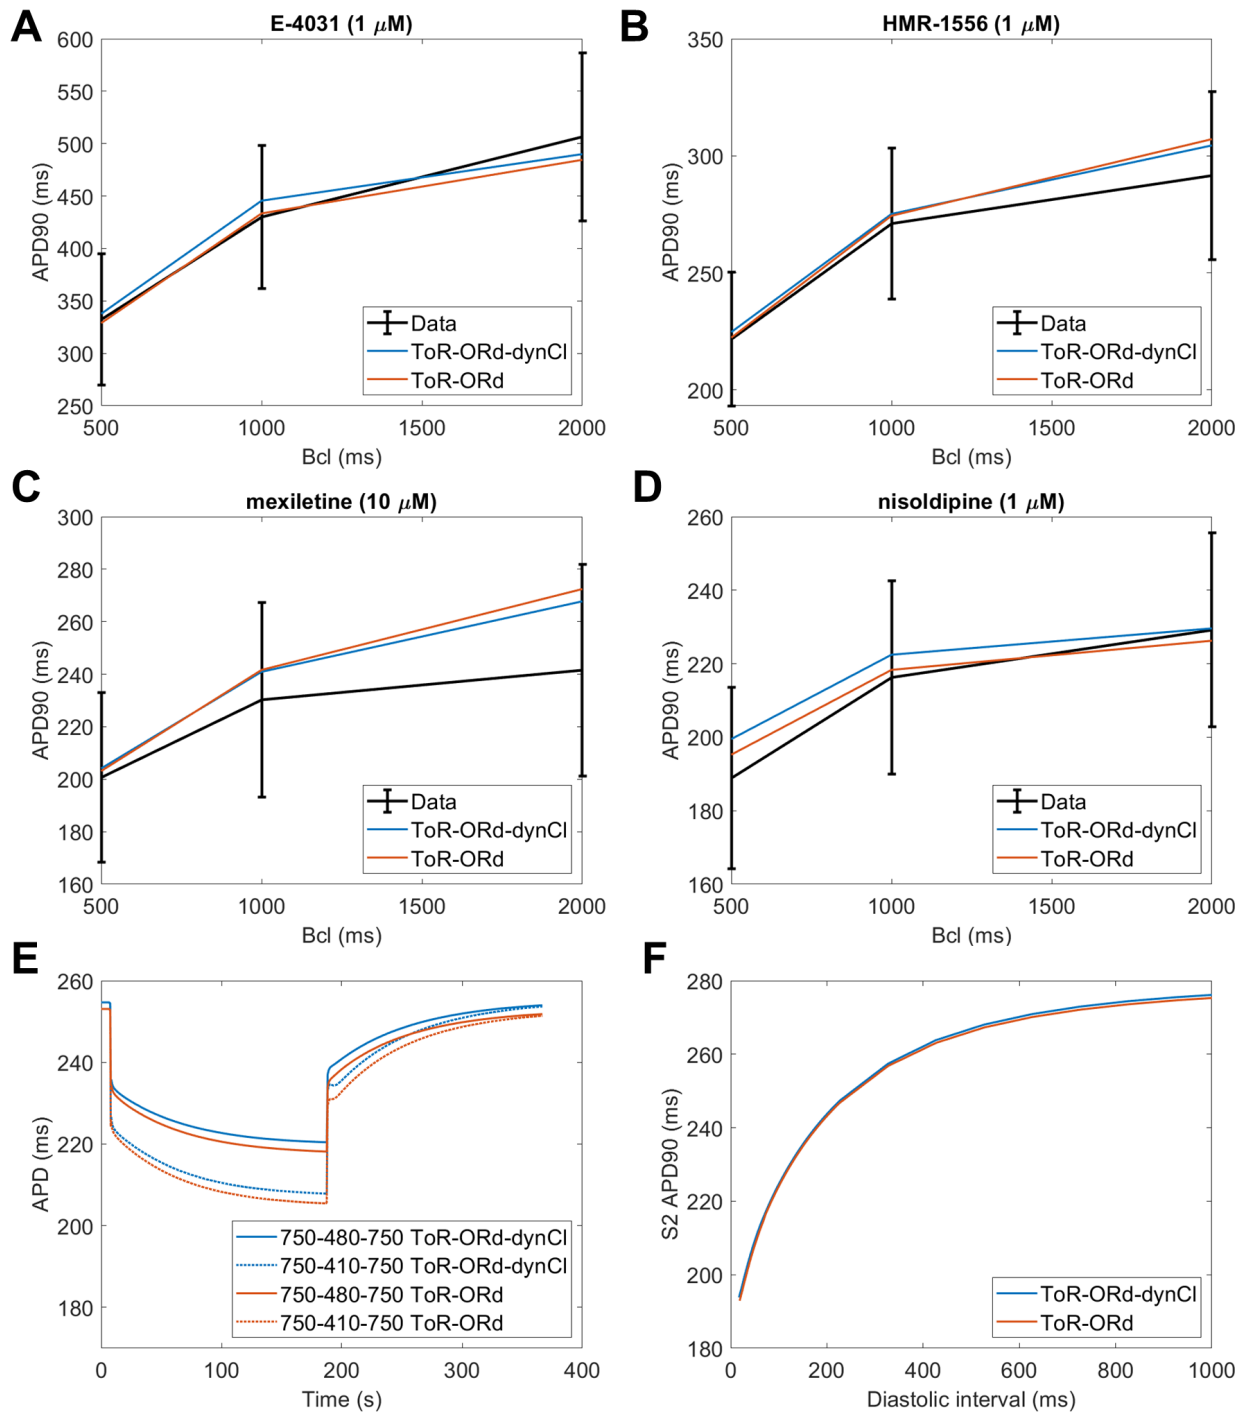 A
E-4031 (1 μM)
600
550
500
450
400
350
300
250
APD90 (ms)
Data
ToR-ORd-dynCl
ToR-ORd
500
1000
1500
2000
Bcl (ms)
B
HMR-1556 (1 μM)
350
300
250
200
APD90 (ms)
Data
ToR-ORd-dynCl
ToR-ORd
500
1000
1500
2000
Bcl (ms)
C
mexiletine (10 μM)
300
280
260
240
220
200
180
160
APD90 (ms)
Data
ToR-ORd-dynCl
ToR-ORd
500
1000
1500
2000
Bcl (ms)
D
nisoldipine (1 μM)
260
240
220
200
180
160
APD90 (ms)
Data
ToR-ORd-dynCl
ToR-ORd
500
1000
1500
2000
Bcl (ms)
E
260
240
220
200
180
APD (ms)
750-480-750 ToR-ORd-dynCl
750-410-750 ToR-ORd-dynCl
750-480-750 ToR-ORd
750-410-750 ToR-ORd
0
100
200
300
400
Time (s)
F
280
260
240
220
200
180
S2 APD90 (ms)
ToR-ORd-dynCl
ToR-ORd
0
200
400
600
800
1000
Diastolic interval (ms)